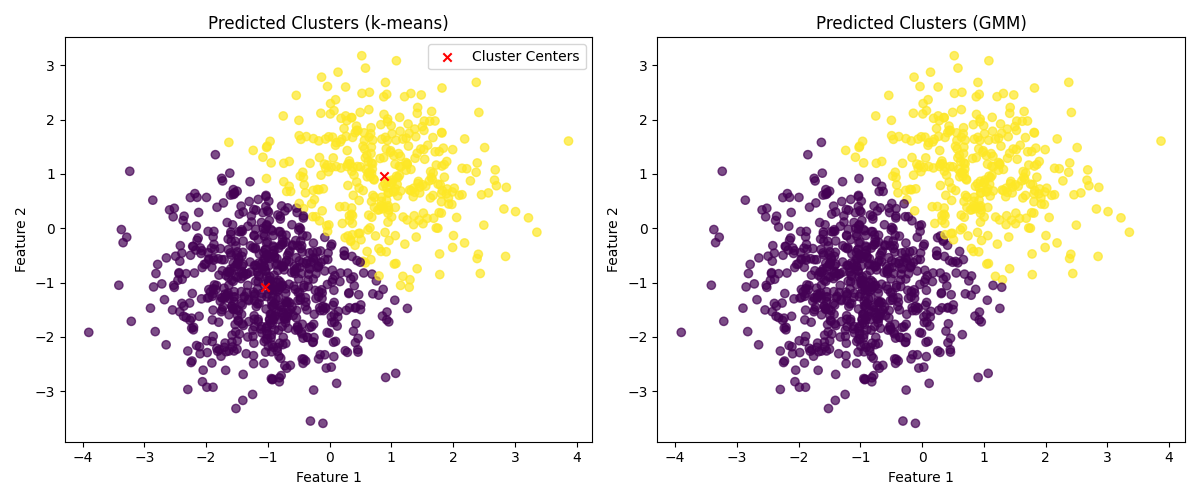 Predicted Clusters (k-means)
Cluster Centers
3
2
1
0
−1
−2
−3
Feature 2
−4 −3 −2 −1 0 1 2 3 4
Feature 1
Predicted Clusters (GMM)
3
2
1
0
−1
−2
−3
Feature 2
−4 −3 −2 −1 0 1 2 3 4
Feature 1